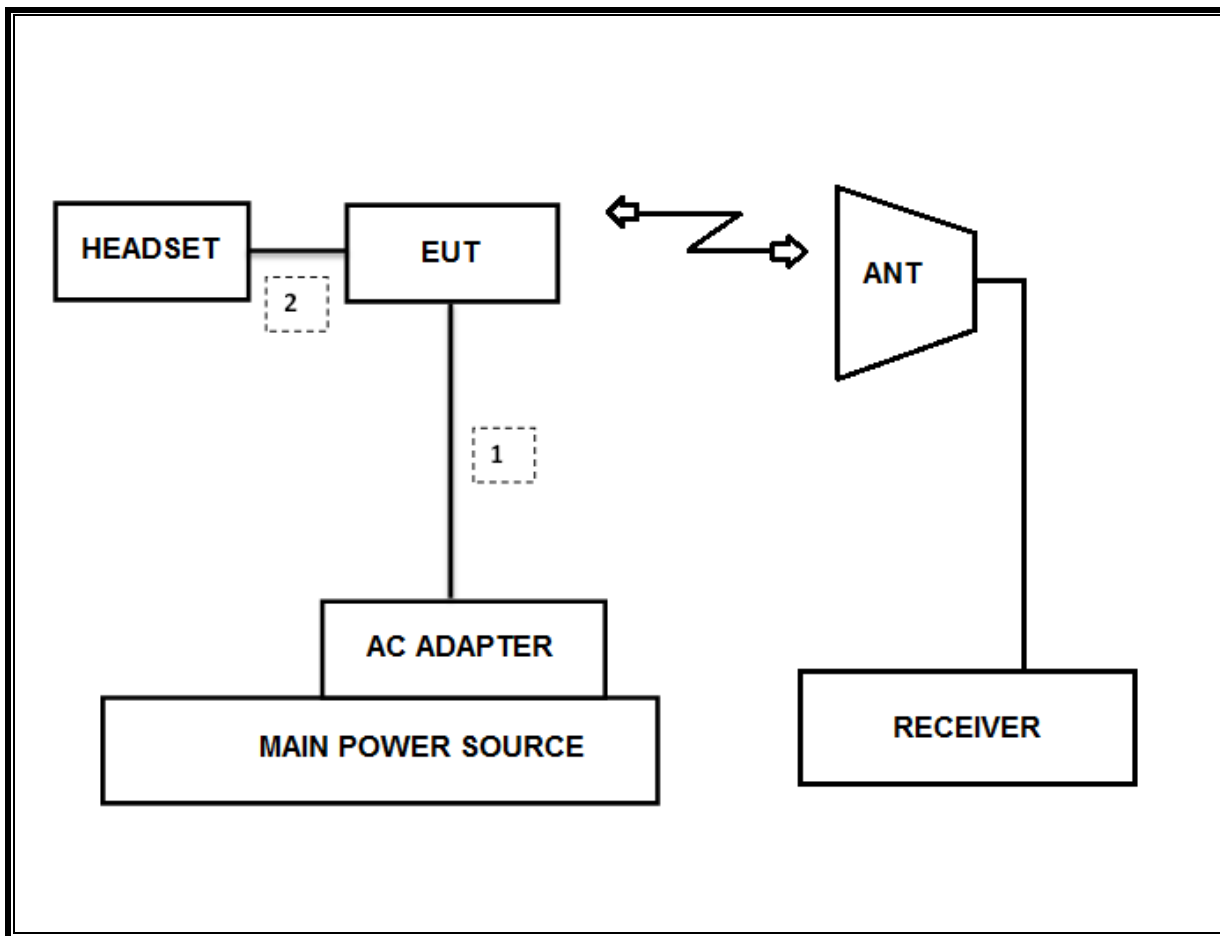 HEADSET
EUT
ANT
2
1
AC ADAPTER
MAIN POWER SOURCE
RECEIVER